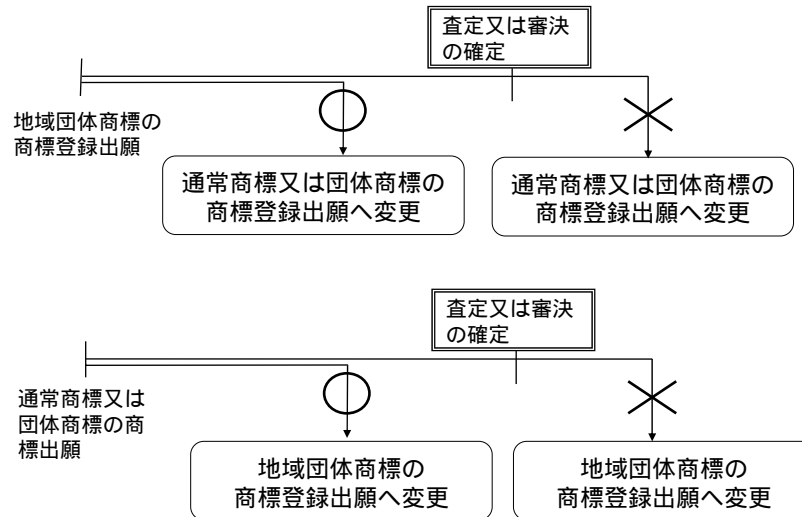 査定又は審決
の確定
地域団体商標の
商標登録出願
通常商標又は団体商標の
商標登録出願へ変更
通常商標又は団体商標の
商標登録出願へ変更
査定又は審決
の確定
通常商標又は
団体商標の商
標出願
地域団体商標の
商標登録出願へ変更
地域団体商標の
商標登録出願へ変更